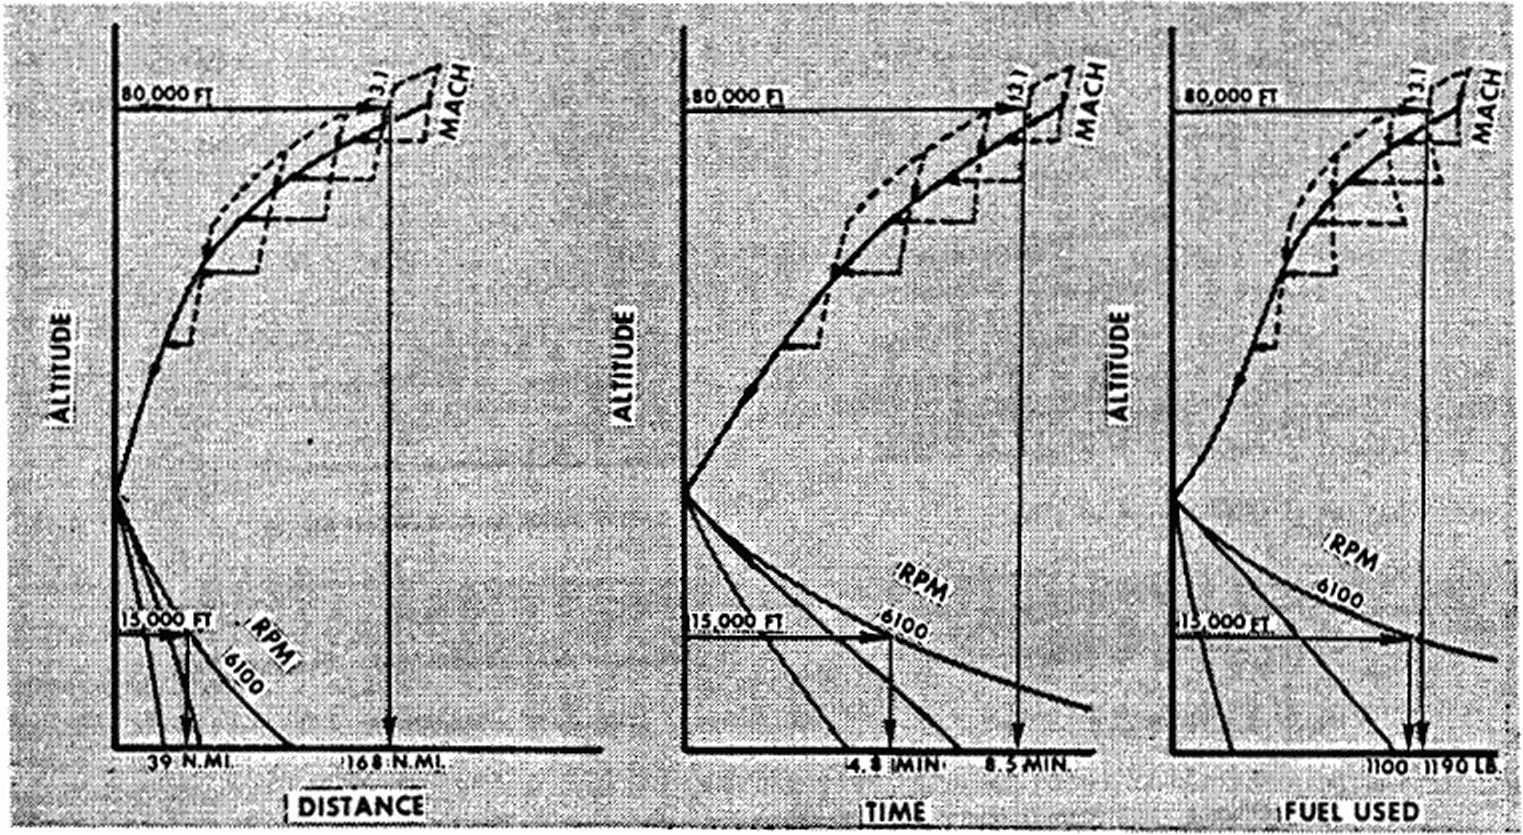 80,000 FT
3.1
MACH
ALTITUDE
15,000 FT
RPM
6100
39 N.MI.
168 N.MI.
DISTANCE
80,000 FT
3.1
MACH
ALTITUDE
15,000 FT
RPM
6100
4.8 MIN.
8.5 MIN.
TIME
80,000 FT
3.1
MACH
ALTITUDE
15,000 FT
RPM
6100
1100
1190 LB.
FUEL USED